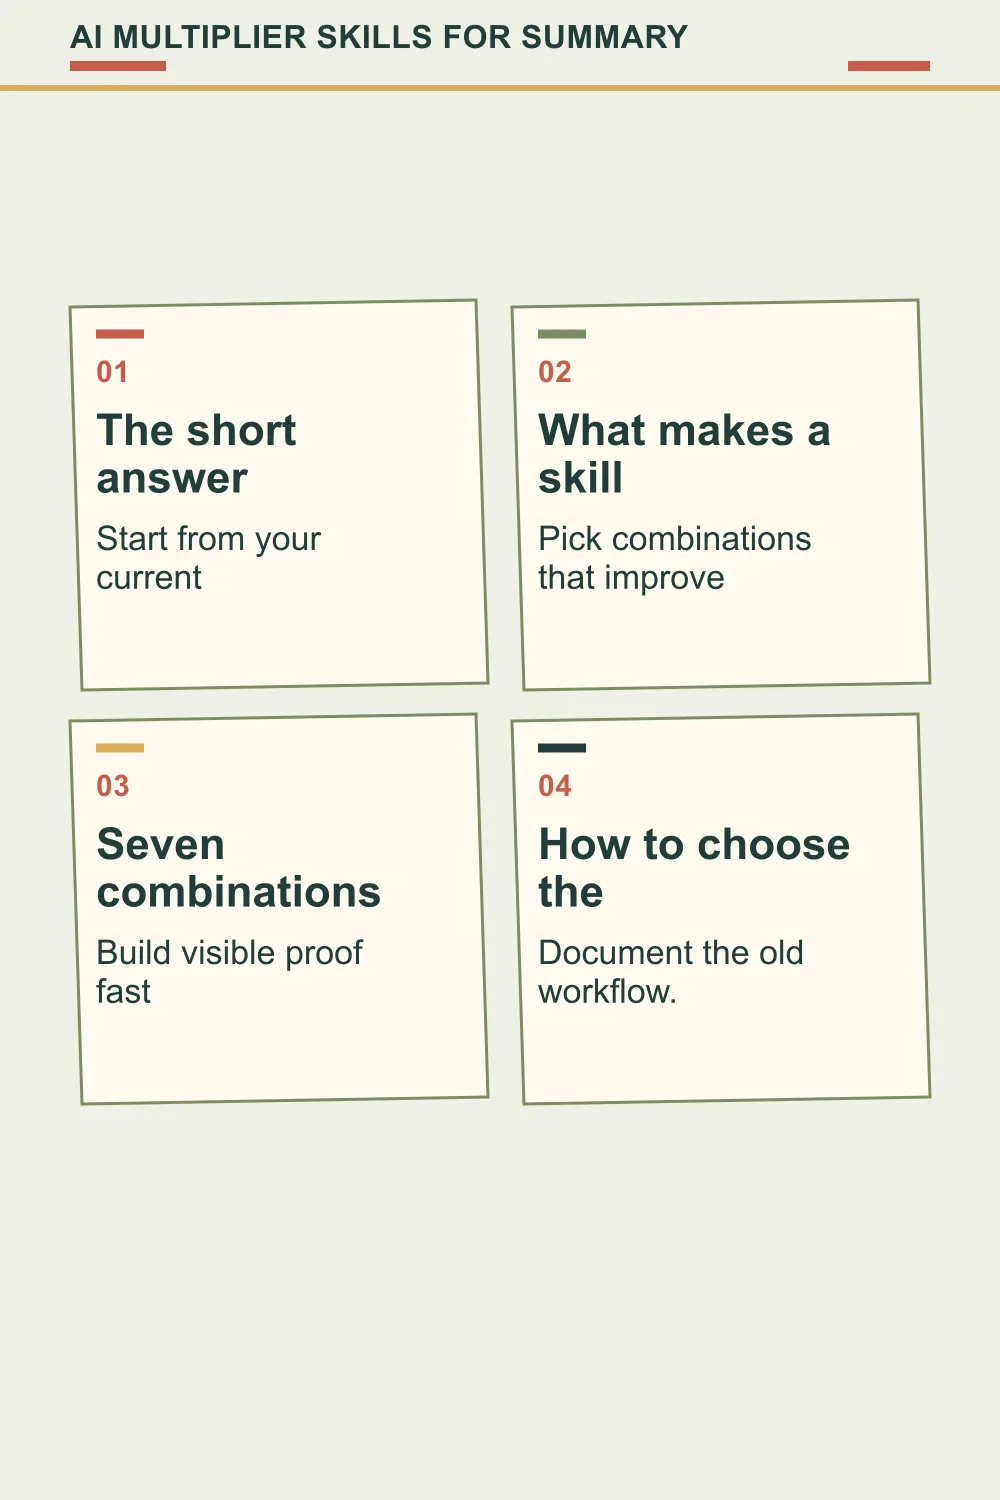 AI MULTIPLIER SKILLS FOR SUMMARY
01
The short
answer
Start from your
current
02
What makes a
skill
Pick combinations
that improve
03
Seven
combinations
Build visible proof
fast
04
How to choose
the
Document the old
workflow.